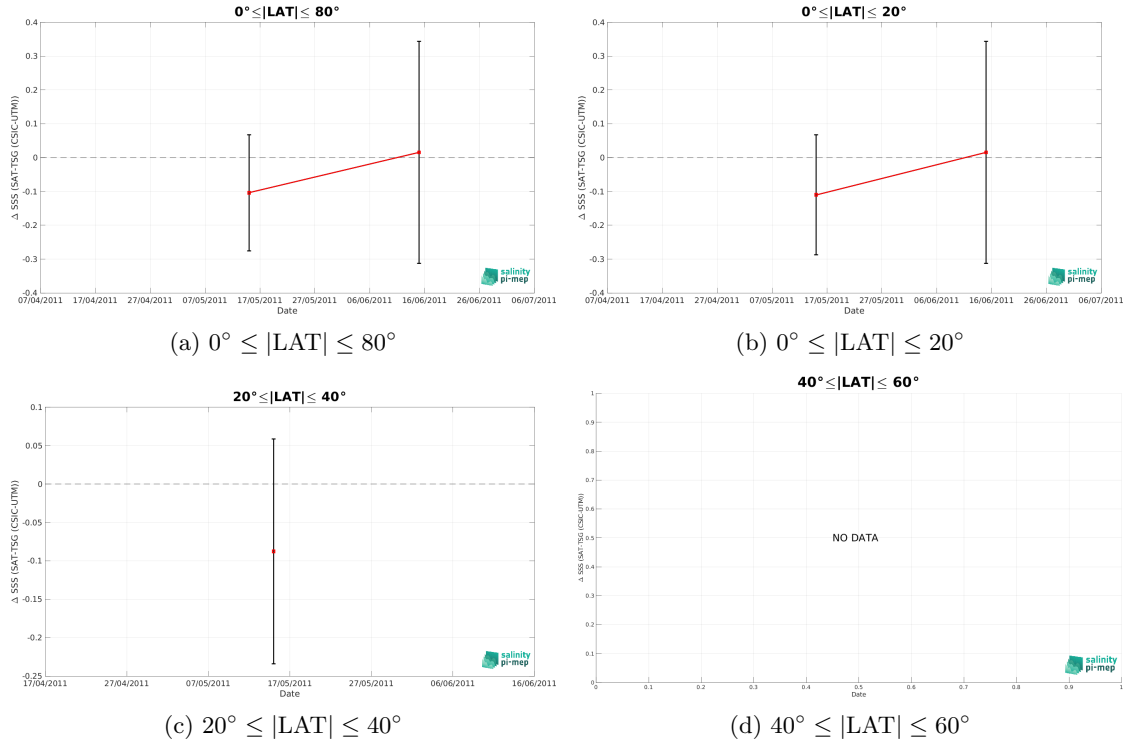 0°≤|LAT|≤ 80°
0.4
0.3
0.2
0.1
0
-0.1
-0.2
-0.3
-0.4
Δ SSS (SAT-TSG (CSIC-UTM))
07/04/2011 17/04/2011 27/04/2011 07/05/2011 17/05/2011 27/05/2011 06/06/2011 16/06/2011 26/06/2011 06/07/2011
Date
salinity
pi-mep
(a) 0° ≤ |LAT| ≤ 80°
0°≤|LAT|≤ 20°
0.4
0.3
0.2
0.1
0
-0.1
-0.2
-0.3
-0.4
Δ SSS (SAT-TSG (CSIC-UTM))
07/04/2011 17/04/2011 27/04/2011 07/05/2011 17/05/2011 27/05/2011 06/06/2011 16/06/2011 26/06/2011 06/07/2011
Date
salinity
pi-mep
(b) 0° ≤ |LAT| ≤ 20°
20°≤|LAT|≤ 40°
0.1
0.05
0
-0.05
-0.1
-0.15
-0.2
-0.25
Δ SSS (SAT-TSG (CSIC-UTM))
17/04/2011 27/04/2011 07/05/2011 17/05/2011 27/05/2011 06/06/2011 16/06/2011
Date
salinity
pi-mep
(c) 20° ≤ |LAT| ≤ 40°
40°≤|LAT|≤ 60°
1
0.9
0.8
0.7
0.6
0.5
0.4
0.3
0.2
0.1
0
Δ SSS (SAT-TSG (CSIC-UTM))
NO DATA
0 0.1 0.2 0.3 0.4 0.5 0.6 0.7 0.8 0.9 1
Date
salinity
pi-mep
(d) 40° ≤ |LAT| ≤ 60°